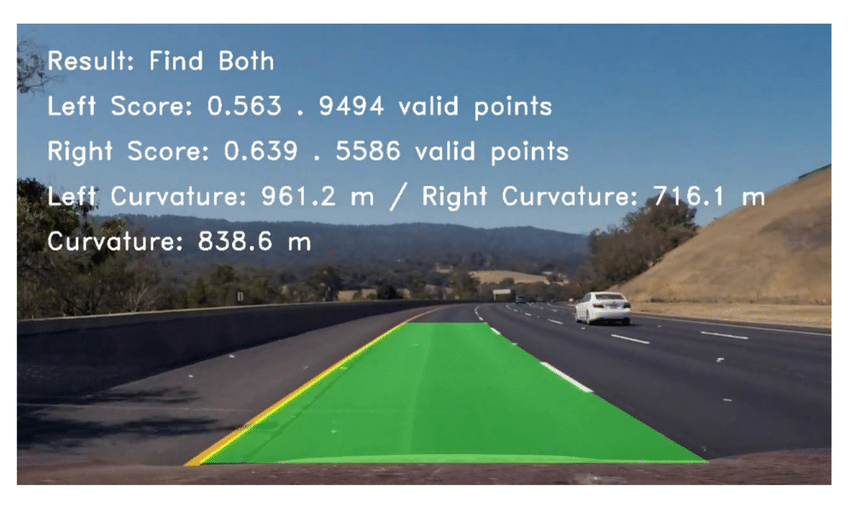 Result: Find Both
Left Score: 0.563 . 9494 valid points
Right Score: 0.639 . 5586 valid points
Left Curvature: 961.2 m / Right Curvature: 716.1 m
Curvature: 838.6 m